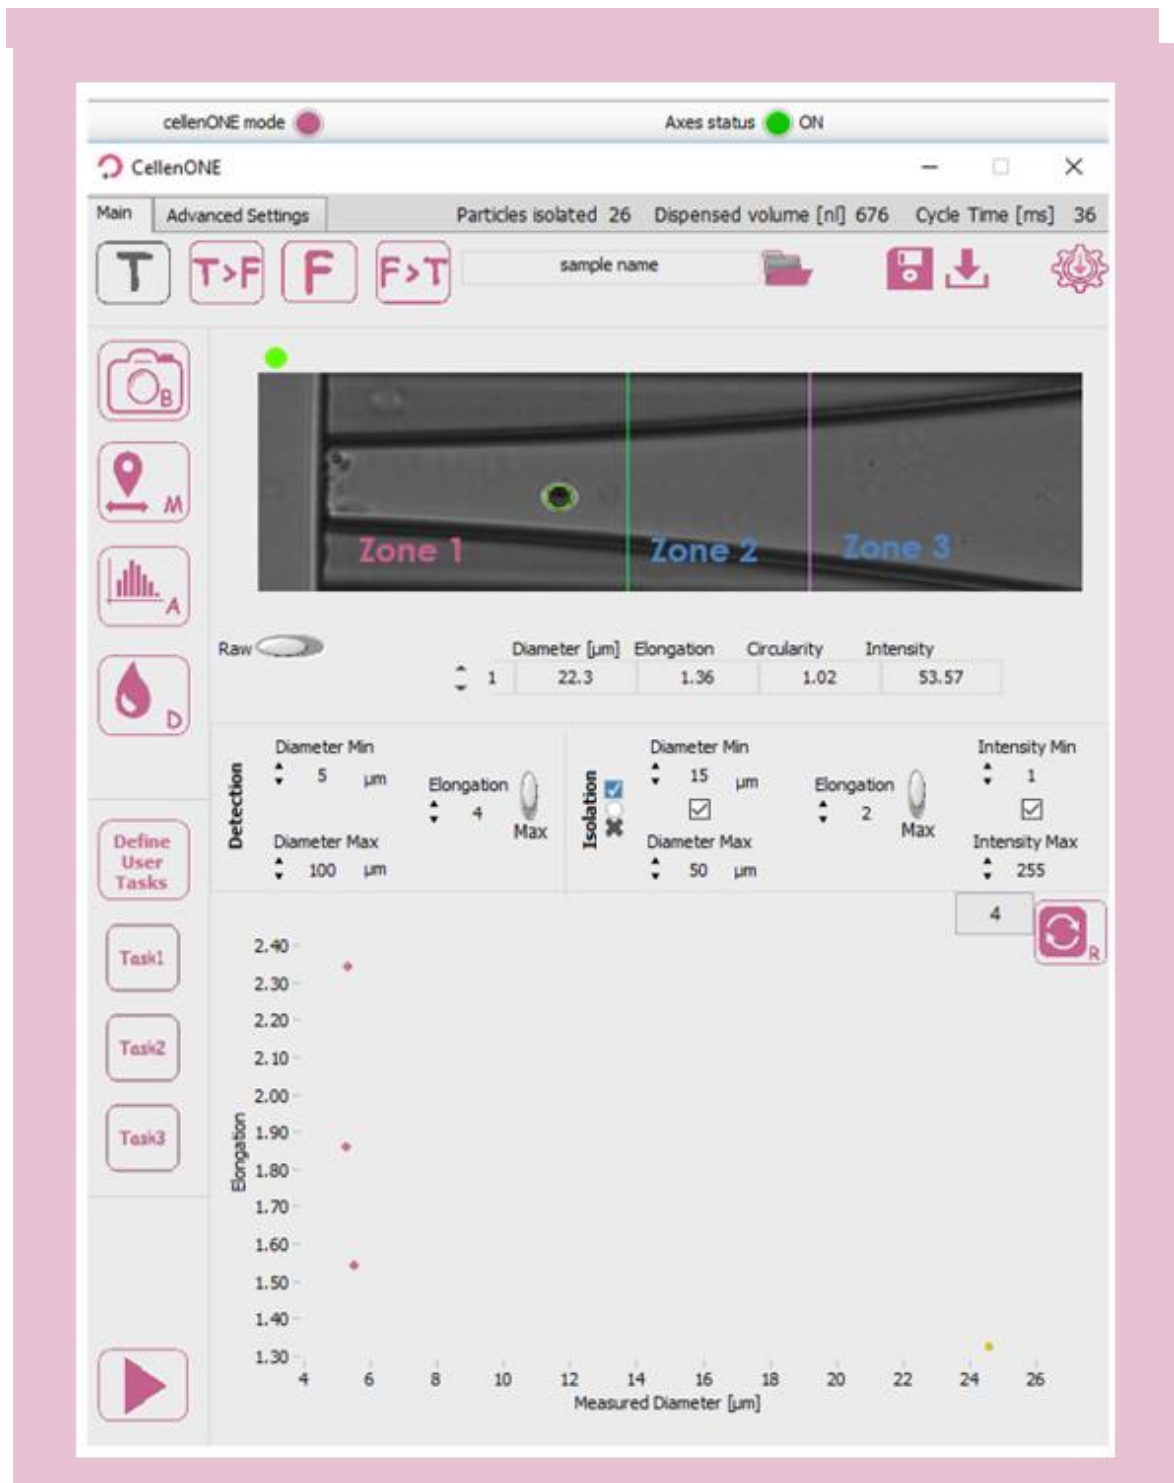 cellenONE mode Axes status ON
CellenONE
Main Advanced Settings Particles isolated 26 Dispensed volume [nl] 676 Cycle Time [ms] 36
T T>F F F>T sample name
B
M
A
D
Zone 1 Zone 2 Zone 3
Raw
Diameter [µm] Elongation Circularity Intensity
1 22.3 1.36 1.02 53.57
Detection
Diameter Min
5 µm
Elongation
4
Max
Diameter Max
100 µm
Isolation
Diameter Min
15 µm
Elongation
2
Max
Diameter Max
50 µm
Intensity Min
1
Intensity Max
255
Define
User
Tasks
Task1
Task2
Task3
4
R
Elongation
2.40
2.30
2.20
2.10
2.00
1.90
1.80
1.70
1.60
1.50
1.40
1.30
4 6 8 10 12 14 16 18 20 22 24 26
Measured Diameter [µm]